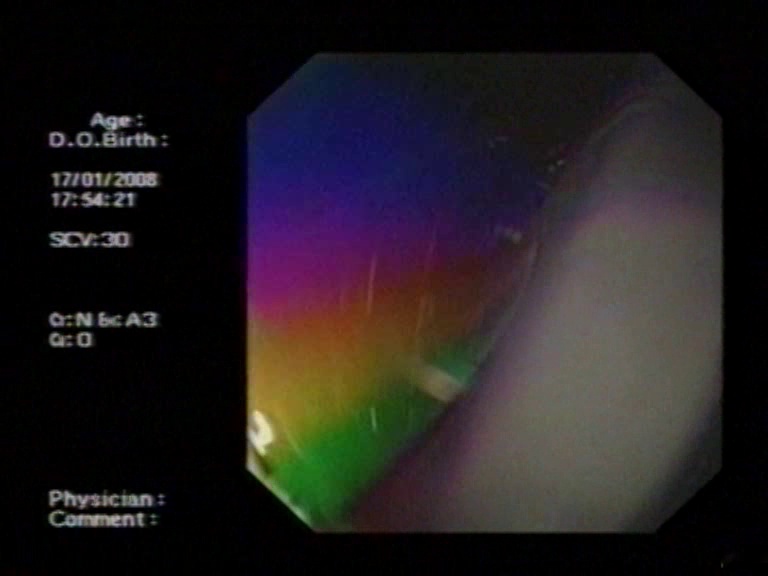 Age:
D.O.Birth:
17/01/2008
17:54:21
SCV:30
Physician:
Comment: